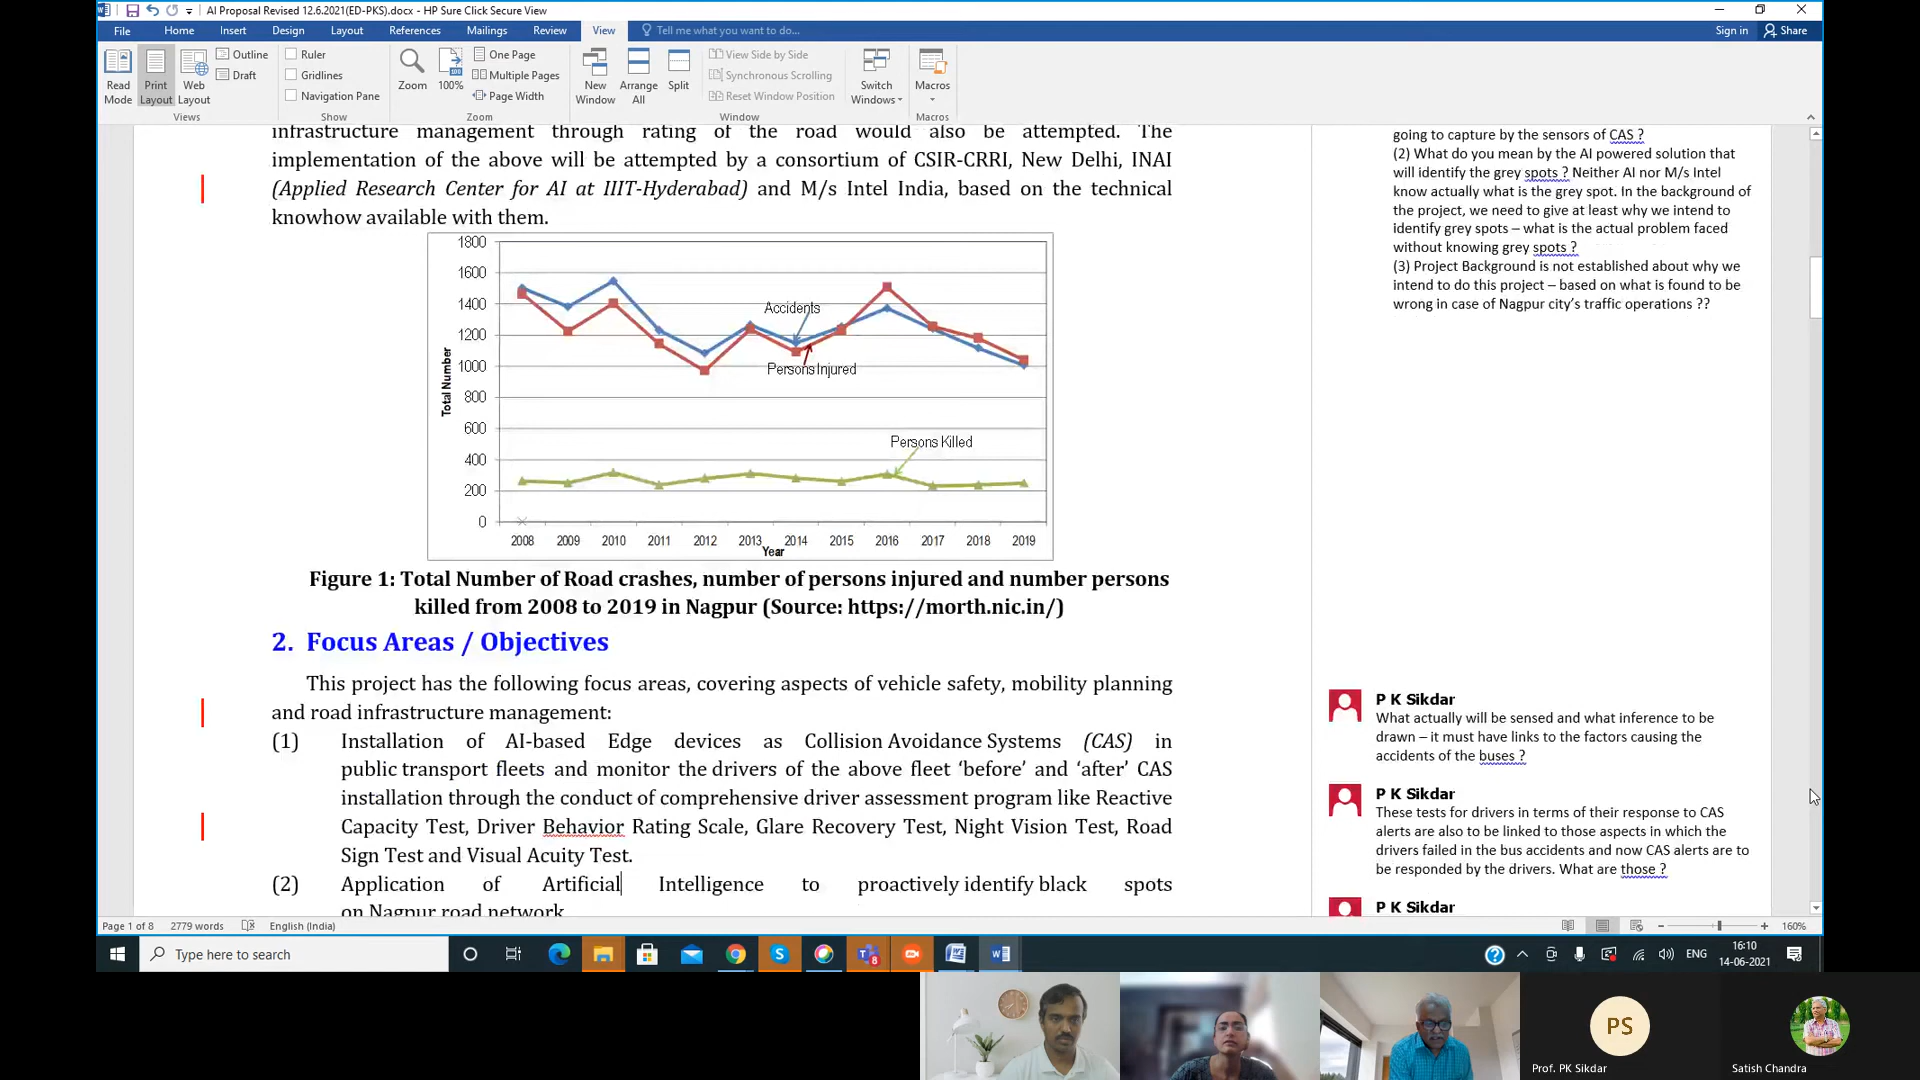 AI Proposal Revised 12.6.2021(ED-PKS).docx - HP Sure Click Secure View
File Home Insert Design Layout References Mailings Review View Tell me what you want to do... Sign in Share
Read Mode
Print Layout
Web Layout
Outline
Draft
Views
Ruler
Gridlines
Navigation Pane
Show
Zoom
100%
One Page
Multiple Pages
Page Width
Zoom
New Window
Arrange All
Split
View Side by Side
Synchronous Scrolling
Reset Window Position
Window
Switch Windows
Macros
Macros
infrastructure management through rating of the road would also be attempted. The
implementation of the above will be attempted by a consortium of CSIR-CRRI, New Delhi, INAI
(Applied Research Center for AI at IIIT-Hyderabad) and M/s Intel India, based on the technical
knowhow available with them.
1800
1600
1400
1200
1000
800
600
400
200
0
Total Number
Accidents
Persons Injured
Persons Killed
2008 2009 2010 2011 2012 2013 2014 2015 2016 2017 2018 2019
Year
Figure 1: Total Number of Road crashes, number of persons injured and number persons
killed from 2008 to 2019 in Nagpur (Source: https://morth.nic.in/)
2. Focus Areas / Objectives
This project has the following focus areas, covering aspects of vehicle safety, mobility planning
and road infrastructure management:
(1) Installation of AI-based Edge devices as Collision Avoidance Systems (CAS) in
public transport fleets and monitor the drivers of the above fleet ‘before’ and ‘after’ CAS
installation through the conduct of comprehensive driver assessment program like Reactive
Capacity Test, Driver Behavior Rating Scale, Glare Recovery Test, Night Vision Test, Road
Sign Test and Visual Acuity Test.
(2) Application of Artificial Intelligence to proactively identify black spots
on Nagpur road network
going to capture by the sensors of CAS ?
(2) What do you mean by the AI powered solution that
will identify the grey spots ? Neither AI nor M/s Intel
know actually what is the grey spot. In the background of
the project, we need to give at least why we intend to
identify grey spots – what is the actual problem faced
without knowing grey spots ?
(3) Project Background is not established about why we
intend to do this project – based on what is found to be
wrong in case of Nagpur city’s traffic operations ??
P K Sikdar
What actually will be sensed and what inference to be
drawn – it must have links to the factors causing the
accidents of the buses ?
P K Sikdar
These tests for drivers in terms of their response to CAS
alerts are also to be linked to those aspects in which the
drivers failed in the bus accidents and now CAS alerts are to
be responded by the drivers. What are those ?
P K Sikdar
Page 1 of 8 2779 words English (India) 160%
Type here to search
8
ENG
16:10
14-06-2021
PS
Prof. PK Sikdar
Satish Chandra